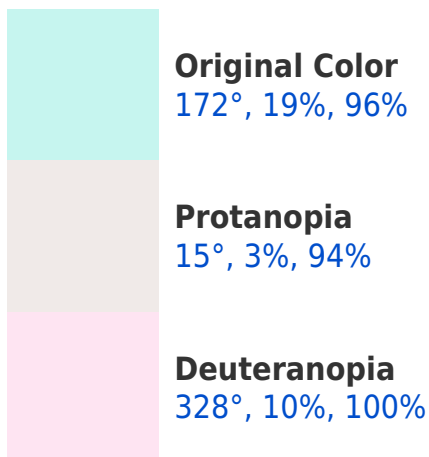 Original Color
172°, 19%, 96%
Protanopia
15°, 3%, 94%
Deuteranopia
328°, 10%, 100%